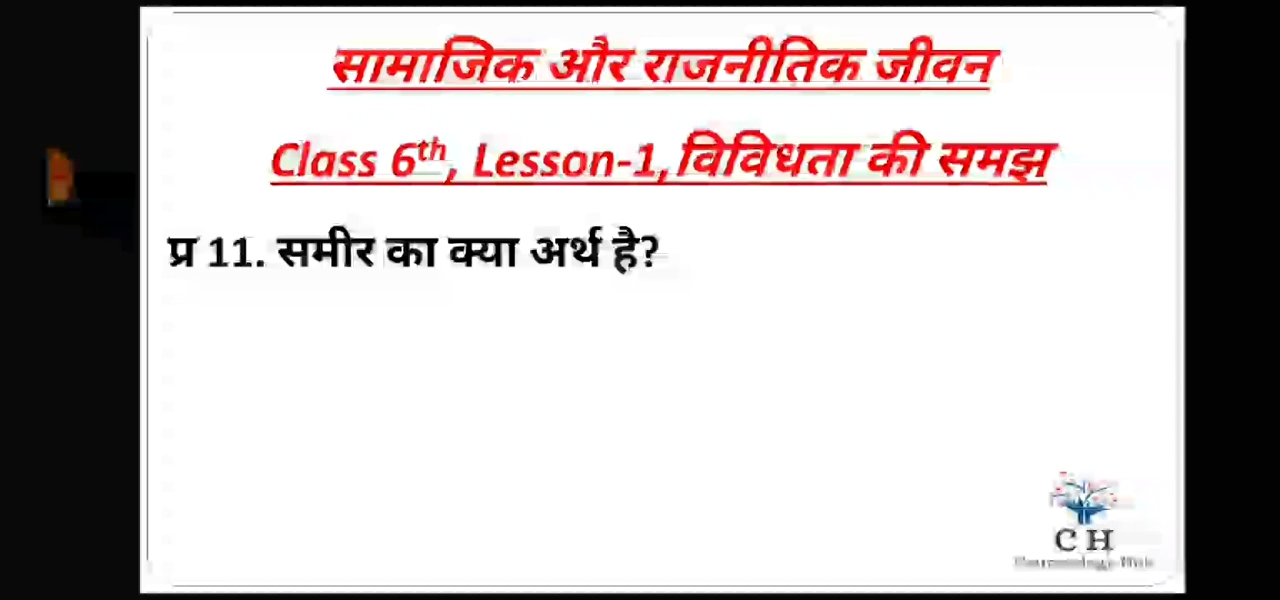 सामाजिक और राजनीतिक जीवन
Class 6th, Lesson-1, विविधता की समझ
प्र 11. समीर का क्या अर्थ है?
C H